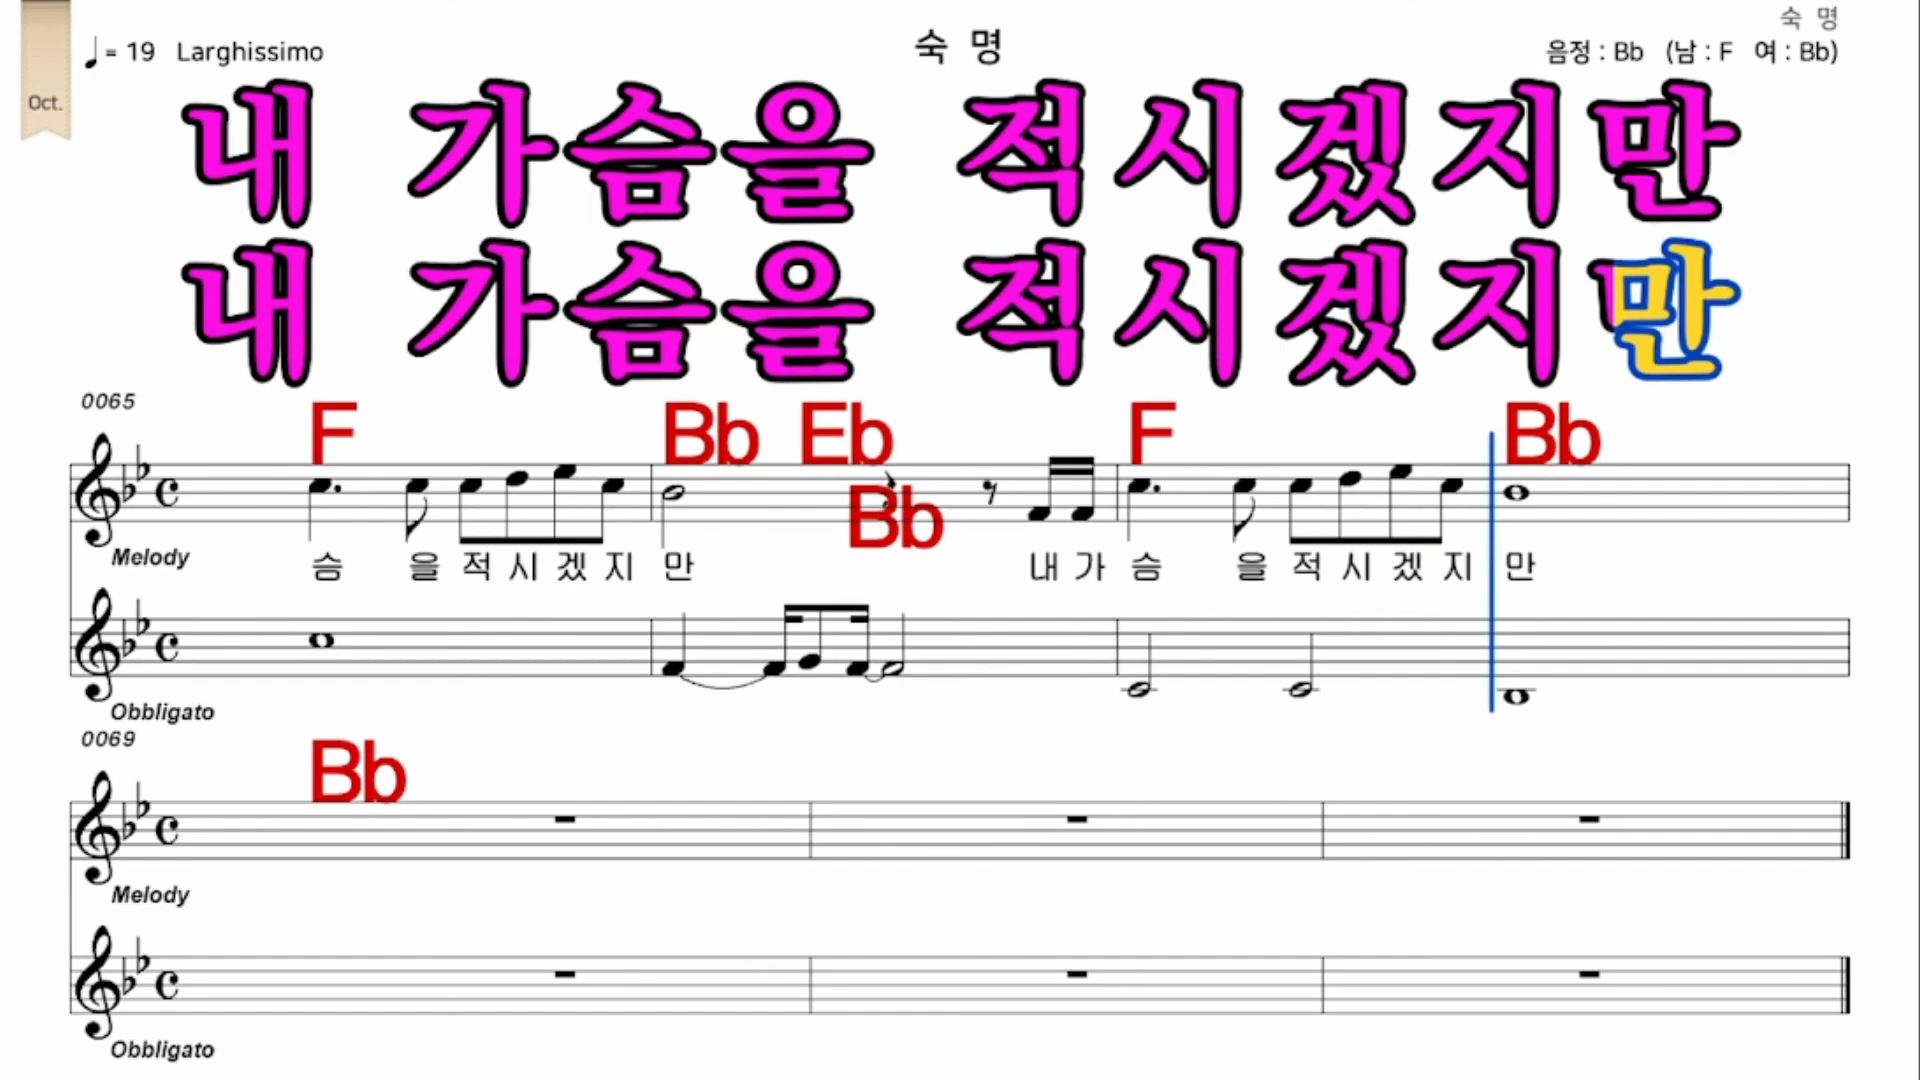 숙 명
♩= 19 Larghissimo
숙 명
음정 : Bb (남 : F 여 : Bb)
Oct.
내 가슴을 적시겠지만
내 가슴을 적시겠지만
0065
F Bb Eb Bb F Bb
Melody
승 을 적 시 겠 지 만 내 가 승 을 적 시 겠 지 만
Obbligato
0069
Bb
Melody
Obbligato